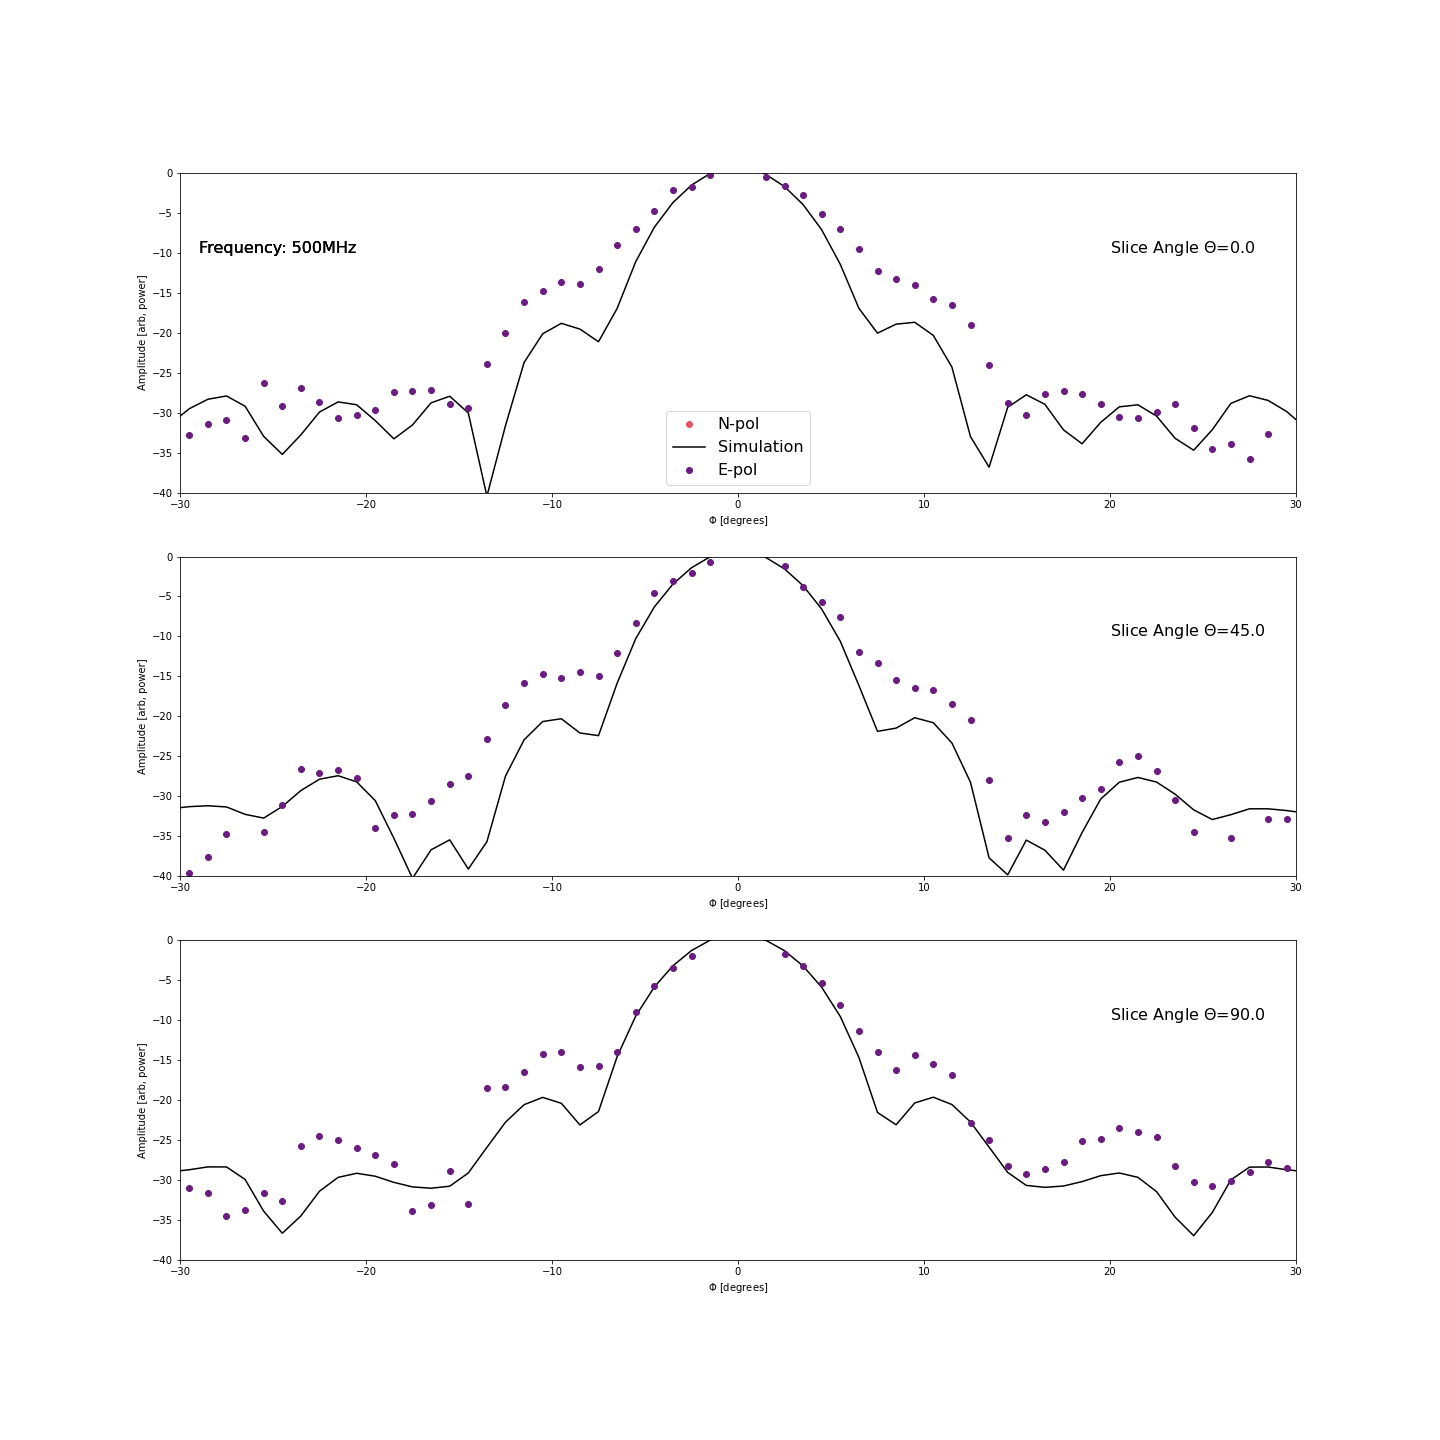 0
−5
−10
−15
−20
−25
−30
−35
−40
Amplitude [arb, power]
Frequency: 500MHz
Slice Angle Θ=0.0
N-pol
Simulation
E-pol
−30 −20 −10 0 10 20 30
Φ [degrees]
0
−5
−10
−15
−20
−25
−30
−35
−40
Amplitude [arb, power]
Slice Angle Θ=45.0
−30 −20 −10 0 10 20 30
Φ [degrees]
0
−5
−10
−15
−20
−25
−30
−35
−40
Amplitude [arb, power]
Slice Angle Θ=90.0
−30 −20 −10 0 10 20 30
Φ [degrees]